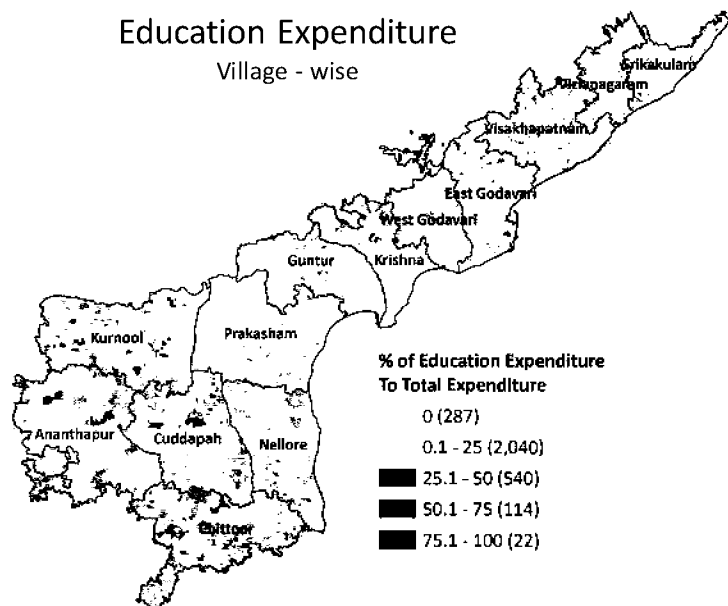 Education Expenditure
Village - wise
Srikakulam
Vizianagaram
Visakhapatnam
East Godavari
West Godavari
Krishna
Guntur
Prakasham
Kurnool
Ananthapur
Cuddapah
Nellore
Chittoor
% of Education Expenditure
To Total Expenditure
0 (287)
0.1 - 25 (2,040)
25.1 - 50 (540)
50.1 - 75 (114)
75.1 - 100 (22)